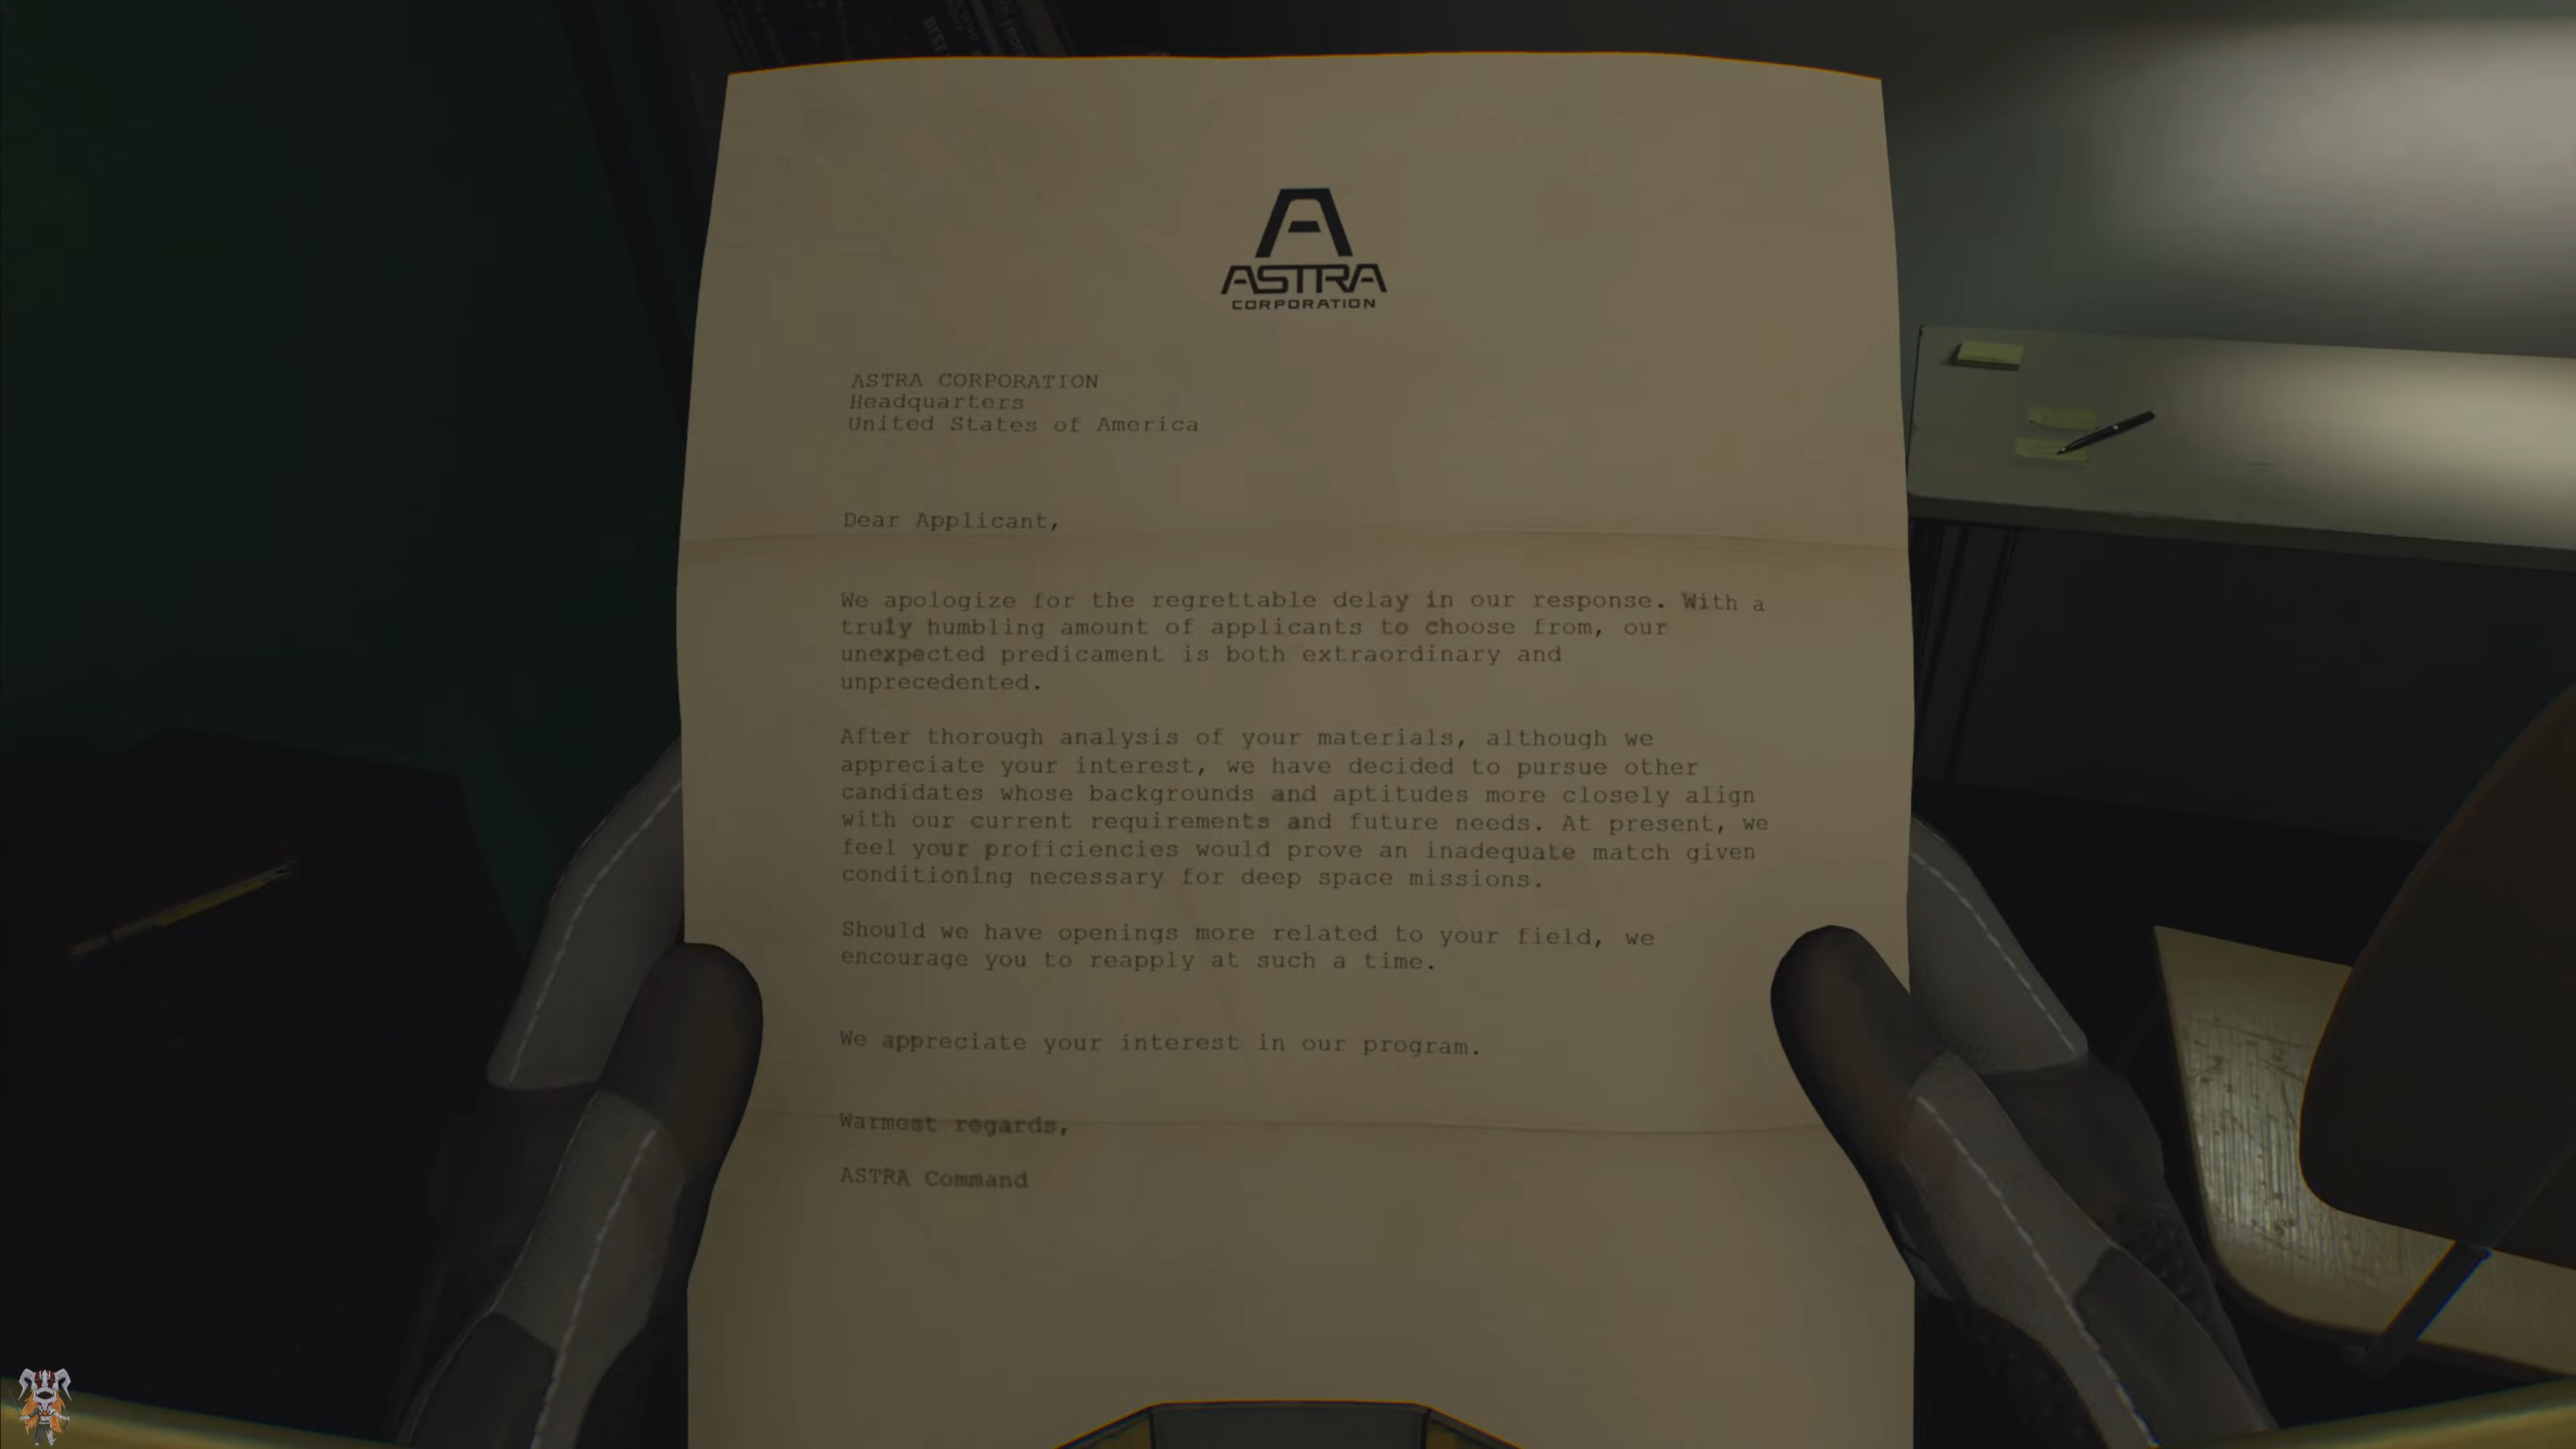 BEST
A
ASTRA
CORPORATION
ASTRA CORPORATION
Headquarters
United States of America
Dear Applicant,
We apologize for the regrettable delay in our response. With a
truly humbling amount of applicants to choose from, our
unexpected predicament is both extraordinary and
unprecedented.
After thorough analysis of your materials, although we
appreciate your interest, we have decided to pursue other
candidates whose backgrounds and aptitudes more closely align
with our current requirements and future needs. At present, we
feel your proficiencies would prove an inadequate match given
conditioning necessary for deep space missions.
Should we have openings more related to your field, we
encourage you to reapply at such a time.
We appreciate your interest in our program.
Warmest regards,
ASTRA Command